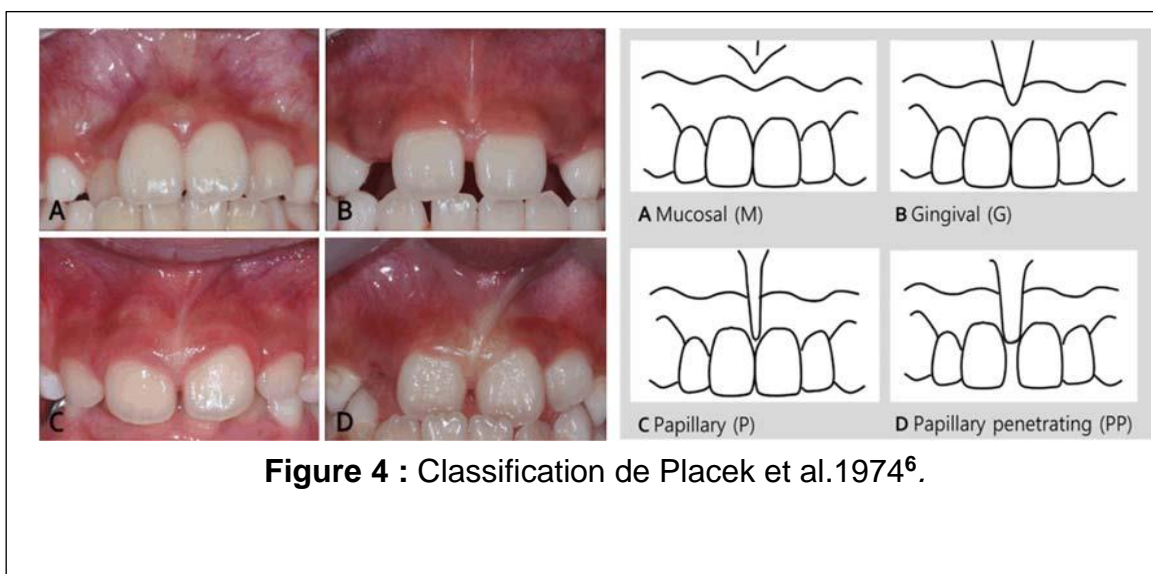 A
B
C
D
A Mucosal (M)
B Gingival (G)
C Papillary (P)
D Papillary penetrating (PP)
Figure 4 : Classification de Placek et al.1974⁶.